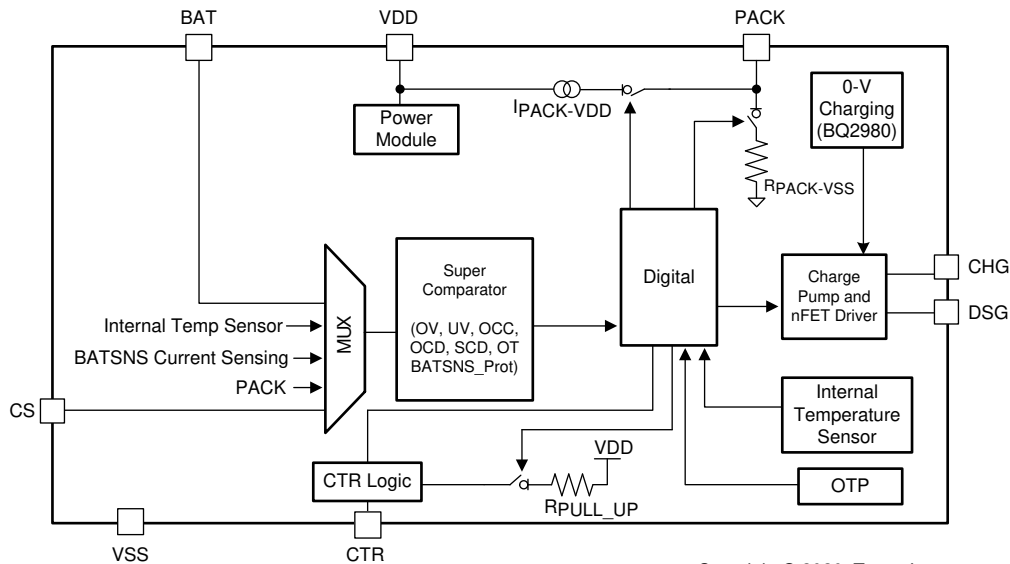 BAT
VDD
PACK
Power
Module
IPACK-VDD
0-V
Charging
(BQ2980)
RPACK-VSS
MUX
Super
Comparator
(OV, UV, OCC,
OCD, SCD, OT
BATSNS_Prot)
Digital
Charge
Pump and
nFET Driver
CHG
DSG
Internal Temp Sensor
BATSNS Current Sensing
PACK
CS
Internal
Temperature
Sensor
VDD
CTR Logic
RPULL_UP
OTP
VSS
CTR